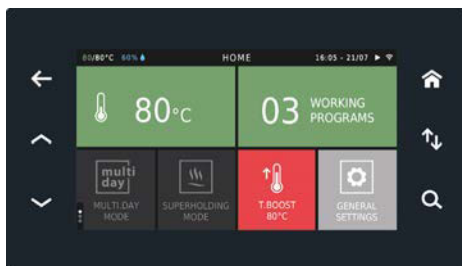 80/80°C 60% HOME 16:05 - 21/07
80°C
03 WORKING PROGRAMS
multi day
MULTI.DAY MODE
SUPERHOLDING MODE
T.BOOST 80°C
GENERAL SETTINGS